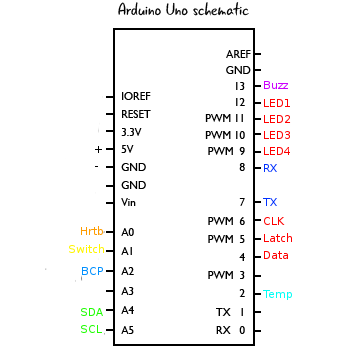 Arduino Uno schematic
AREF
GND
13 Buzz
IOREF
12 LED1
RESET
PWM 11 LED2
3.3V
PWM 10 LED3
+ 5V
PWM 9 LED4
- GND
8 RX
GND
Vin
7 TX
PWM 6 CLK
Hrtb A0
PWM 5 Latch
Switch A1
4 Data
BCP A2
PWM 3
A3
2 Temp
SDA A4
TX 1
SCL A5
RX 0